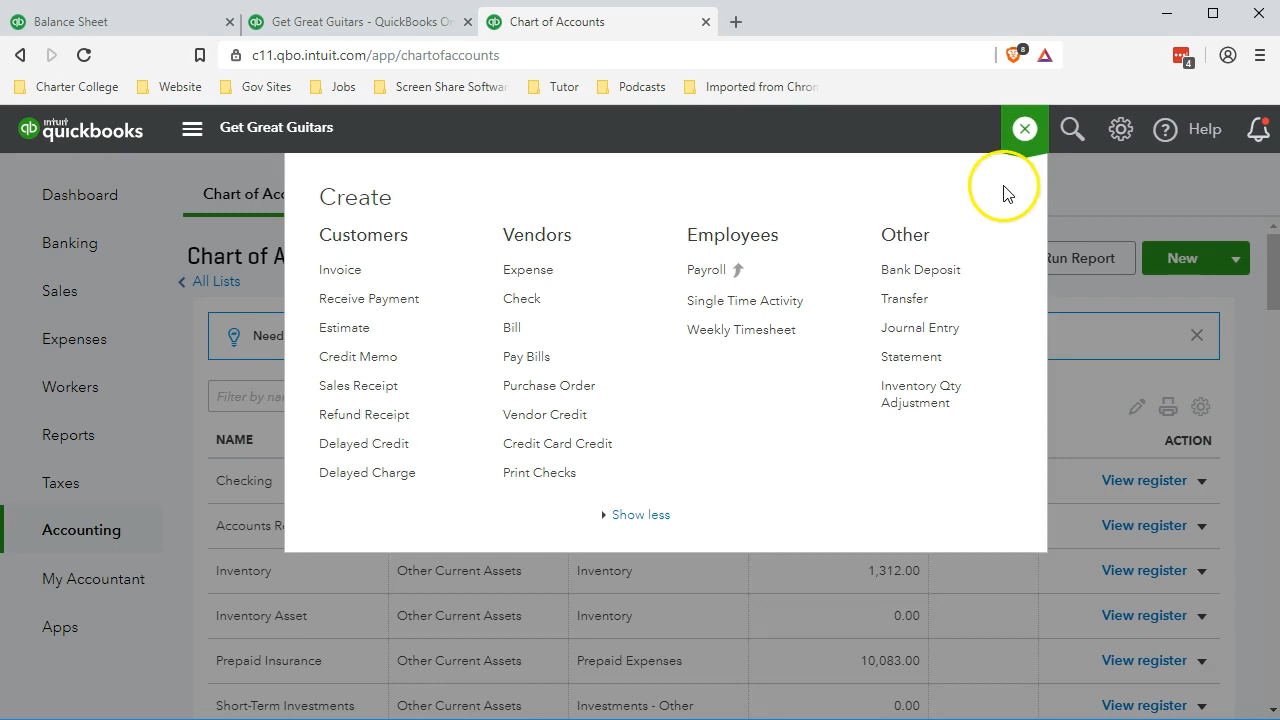 Balance Sheet
Get Great Guitars - QuickBooks On
Chart of Accounts
c11.qbo.intuit.com/app/chartofaccounts
8
4
Charter College
Website
Gov Sites
Jobs
Screen Share Softwar
Tutor
Podcasts
Imported from Chron
qb intuit quickbooks
Get Great Guitars
Help
Dashboard
Banking
Sales
Expenses
Workers
Reports
Taxes
Accounting
My Accountant
Apps
Chart of Acc
Chart of A
All Lists
Run Report
New
Need
Filter by na
NAME
ACTION
Create
Customers
Invoice
Receive Payment
Estimate
Credit Memo
Sales Receipt
Refund Receipt
Delayed Credit
Delayed Charge
Vendors
Expense
Check
Bill
Pay Bills
Purchase Order
Vendor Credit
Credit Card Credit
Print Checks
Employees
Payroll
Single Time Activity
Weekly Timesheet
Other
Bank Deposit
Transfer
Journal Entry
Statement
Inventory Qty
Adjustment
Show less
Checking View register
Accounts Re View register
Inventory Other Current Assets Inventory 1,312.00 View register
Inventory Asset Other Current Assets Inventory 0.00 View register
Prepaid Insurance Other Current Assets Prepaid Expenses 10,083.00 View register
Short-Term Investments Other Current Assets Investments - Other 0.00 View register